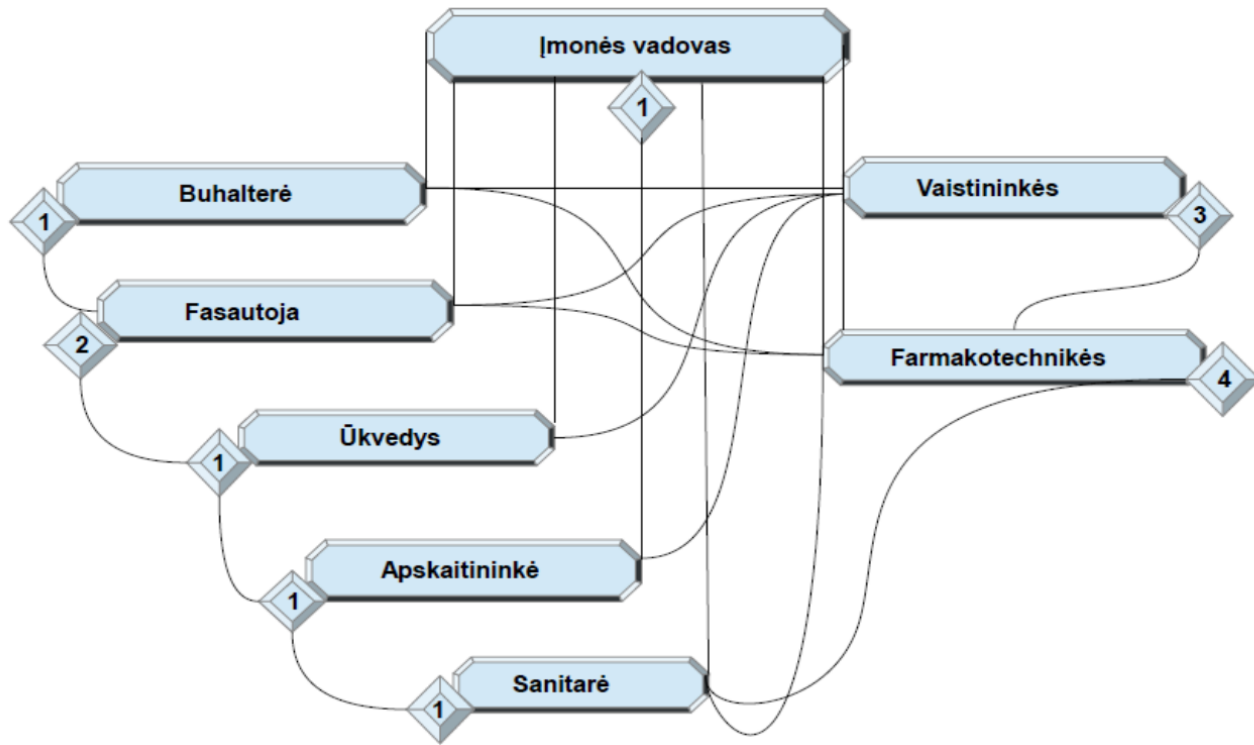 Įmonės vadovas
1
Buhalterė
1
Vaistininkės
3
Fasautoja
2
Farmakotechnikės
4
Ūkvedys
1
Apskaitininkė
1
Sanitarė
1